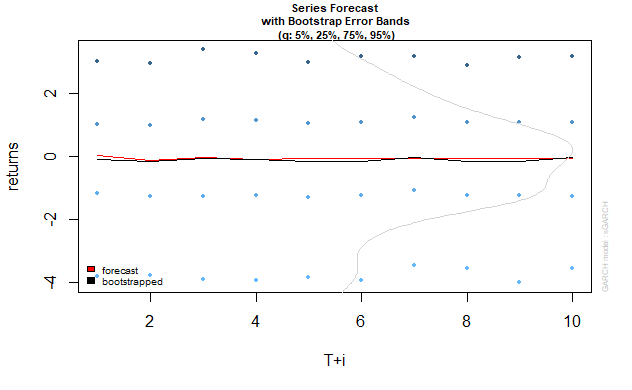 Series Forecast
with Bootstrap Error Bands
(q: 5%, 25%, 75%, 95%)
returns
2
0
-2
-4
forecast
bootstrapped
2
4
6
8
10
T+i
GARCH model: sGARCH